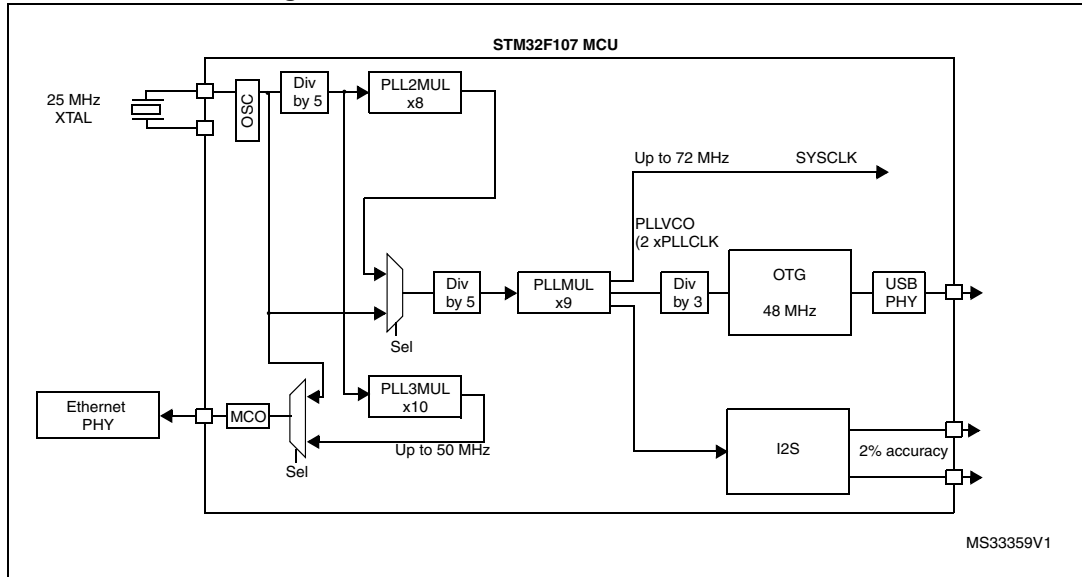 STM32F107 MCU
25 MHz
XTAL
OSC
Div
by 5
PLL2MUL
x8
Up to 72 MHz
SYSCLK
PLLVCO
(2 xPLLCLK
Sel
Div
by 5
PLLMUL
x9
Div
by 3
OTG
48 MHz
USB
PHY
Ethernet
PHY
MCO
Sel
PLL3MUL
x10
Up to 50 MHz
I2S
2% accuracy
MS33359V1